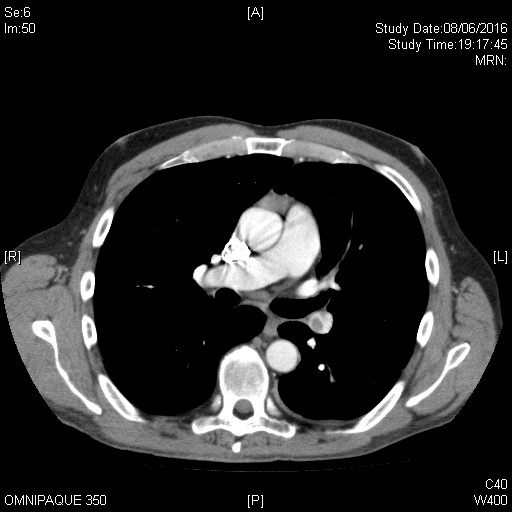 Se:6
Im:50
[A]
Study Date:08/06/2016
Study Time:19:17:45
MRN:
[R]
[L]
OMNIPAQUE 350
[P]
C40
W400